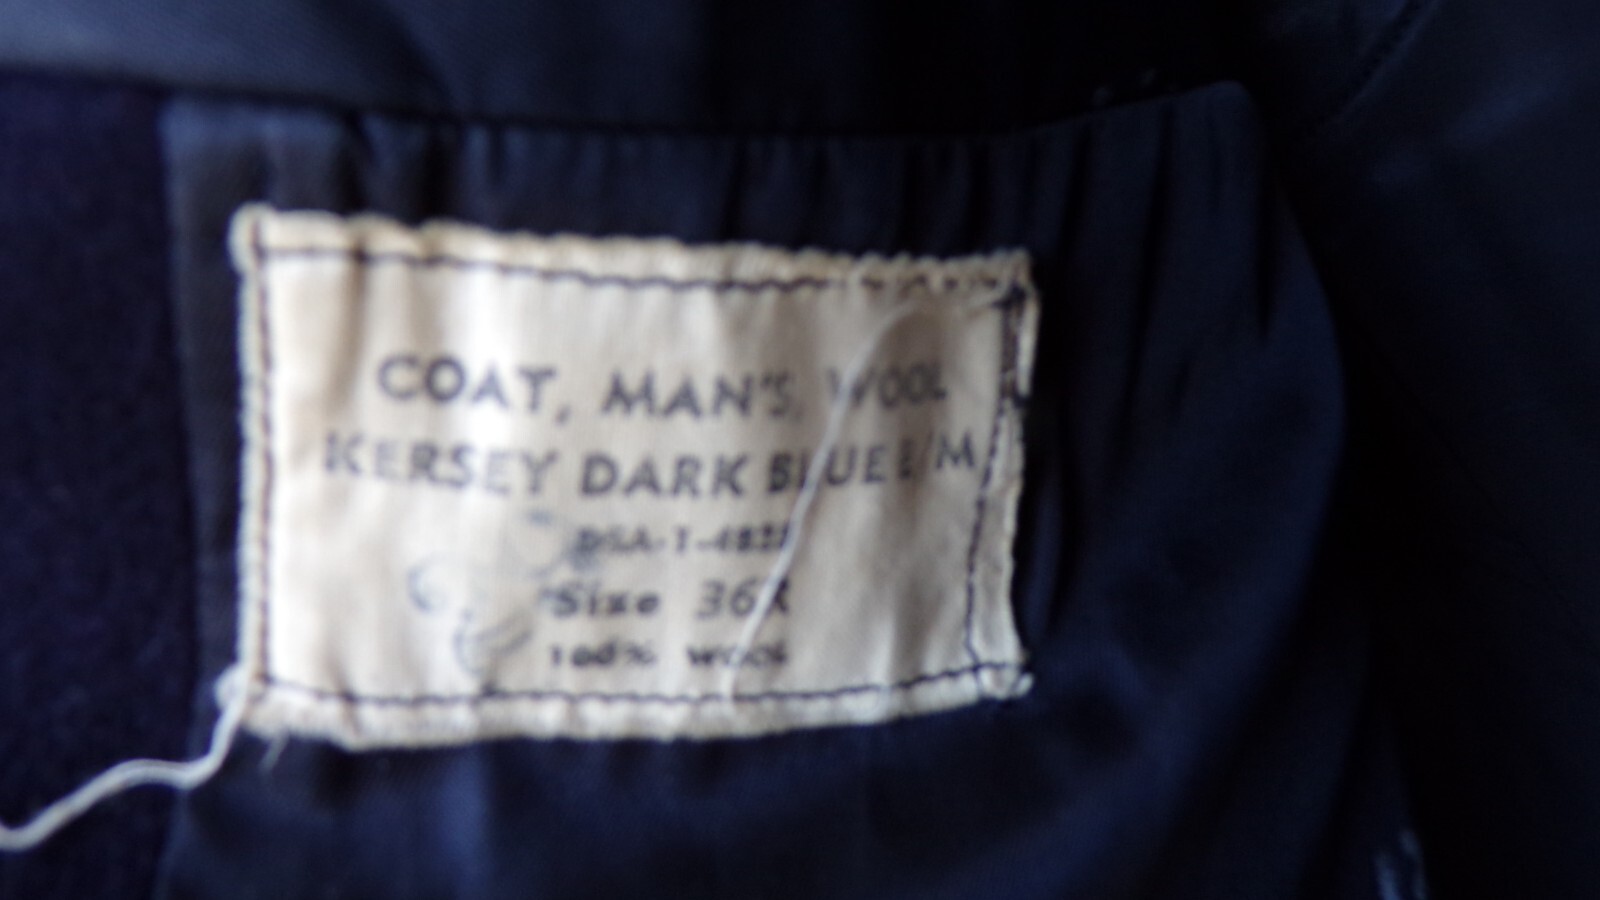 COAT, MAN'S, WOOL
KERSEY DARK BLUE E/M
Size 36R
100% WOOL